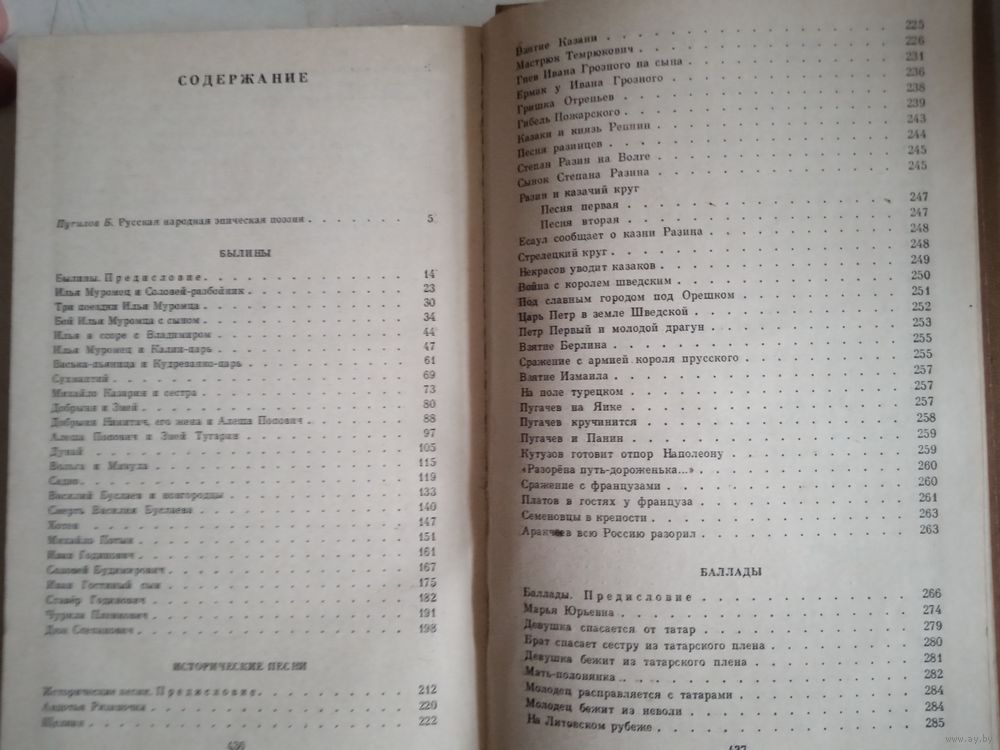 СОДЕРЖАНИЕ
Путилов Б. Русская народная эпическая поэзия . . . . . . . 5
БЫЛИНЫ
Былины. Предисловие . . . . . . . 14
Илья Муромец и Соловей-разбойник . . . . . . . 23
Три поездки Ильи Муромца . . . . . . . 30
Бой Ильи Муромца с сыном . . . . . . . 34
Илья в ссоре с Владимиром . . . . . . . 44
Илья Муромец и Калин-царь . . . . . . . 47
Васька-пьяница и Кудреванко-царь . . . . . . . 61
Сухмантий . . . . . . . 69
Михайло Казарин и сестра . . . . . . . 73
Добрыня и Змей . . . . . . . 80
Добрыня Никитич, его жена и Алеша Попович . . . . . . . 88
Алеша Попович и Змей Тугарин . . . . . . . 97
Дунай . . . . . . . 105
Вольга и Микула . . . . . . . 115
Садко . . . . . . . 119
Василий Буслаев и новгородцы . . . . . . . 133
Смерть Василия Буслаева . . . . . . . 140
Хотен . . . . . . . 147
Михайло Потык . . . . . . . 151
Иван Годинович . . . . . . . 161
Соловей Будимирович . . . . . . . 167
Иван Гостиный сын . . . . . . . 175
Ставёр Годинович . . . . . . . 182
Чурила Пленкович . . . . . . . 191
Дюк Степанович . . . . . . . 198
ИСТОРИЧЕСКИЕ ПЕСНИ
Исторические песни. Предисловие . . . . . . . 212
Авдотья Рязаночка . . . . . . . 220
Щелкан . . . . . . . 222
436
Взятие Казани . . . . . . . 225
Мастрюк Темрюкович . . . . . . . 226
Гнев Ивана Грозного на сына . . . . . . . 231
Ермак у Ивана Грозного . . . . . . . 236
Гришка Отрепьев . . . . . . . 238
Гибель Пожарского . . . . . . . 239
Казаки и князь Репнин . . . . . . . 243
Песня разинцев . . . . . . . 244
Степан Разин на Волге . . . . . . . 245
Сынок Степана Разина . . . . . . . 245
Разин и казачий круг
Песня первая . . . . . . . 247
Песня вторая . . . . . . . 247
Есаул сообщает о казни Разина . . . . . . . 248
Стрелецкий круг . . . . . . . 248
Некрасов уводит казаков . . . . . . . 249
Война с королем шведским . . . . . . . 250
Под славным городом под Орешком . . . . . . . 251
Царь Петр в земле Шведской . . . . . . . 252
Петр Первый и молодой драгун . . . . . . . 253
Взятие Берлина . . . . . . . 255
Сражение с армией короля прусского . . . . . . . 255
Взятие Измаила . . . . . . . 257
На поле турецком . . . . . . . 257
Пугачев на Яике . . . . . . . 257
Пугачев кручинится . . . . . . . 258
Пугачев и Панин . . . . . . . 259
Кутузов готовит отпор Наполеону . . . . . . . 259
«Разорёна путь-дороженька...» . . . . . . . 260
Сражение с французами . . . . . . . 260
Платов в гостях у француза . . . . . . . 261
Семеновцы в крепости . . . . . . . 263
Аракчеев всю Россию разорил . . . . . . . 263
БАЛЛАДЫ
Баллады. Предисловие . . . . . . . 266
Марья Юрьевна . . . . . . . 274
Девушка спасается от татар . . . . . . . 279
Брат спасает сестру из татарского плена . . . . . . . 280
Девушка бежит из татарского плена . . . . . . . 281
Мать-полонянка . . . . . . . 282
Молодец расправляется с татарами . . . . . . . 284
Молодец бежит из неволи . . . . . . . 284
На Литовском рубеже . . . . . . . 285
437
www.ay.by